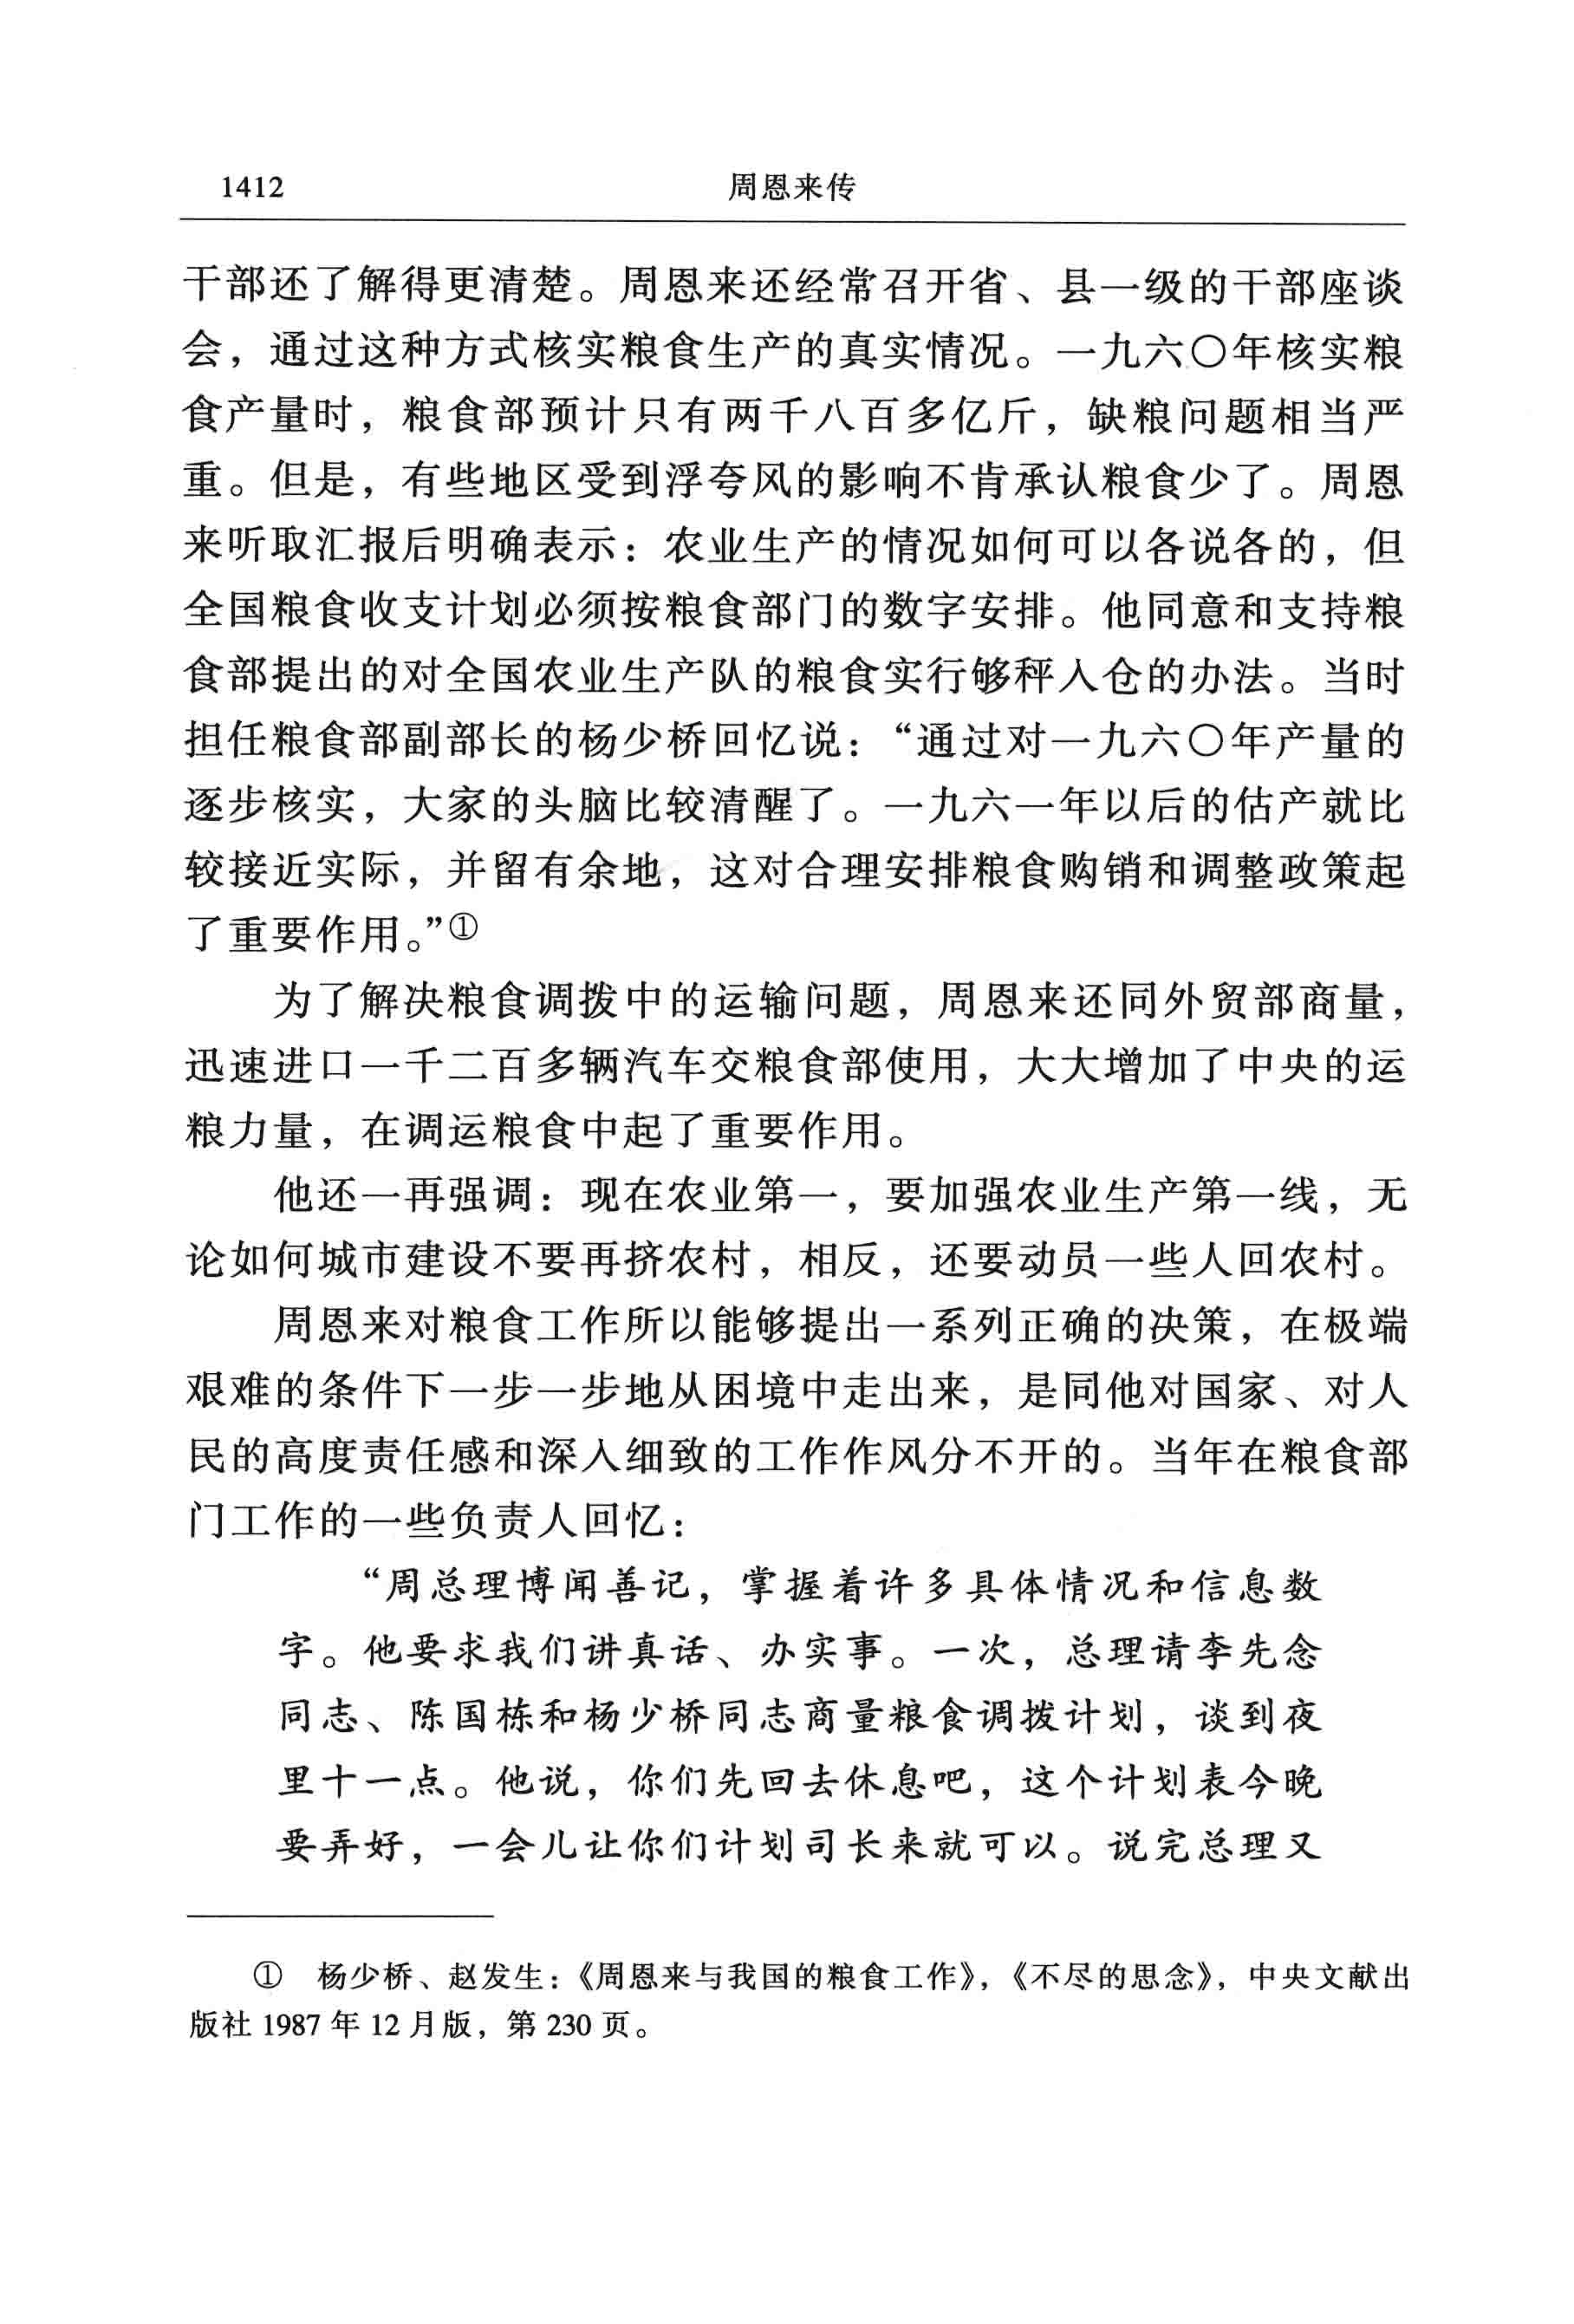 1412
周恩来传
干部还了解得更清楚。周恩来还经常召开省、县一级的干部座谈
会，通过这种方式核实粮食生产的真实情况。一九六〇年核实粮
食产量时，粮食部预计只有两千八百多亿斤，缺粮问题相当严
重。但是，有些地区受到浮夸风的影响不肯承认粮食少了。周恩
来听取汇报后明确表示：农业生产的情况如何可以各说各的，但
全国粮食收支计划必须按粮食部门的数字安排。他同意和支持粮
食部提出的对全国农业生产队的粮食实行够秤入仓的办法。当时
担任粮食部副部长的杨少桥回忆说：“通过对一九六〇年产量的
逐步核实，大家的头脑比较清醒了。一九六一年以后的估产就比
较接近实际，并留有余地，这对合理安排粮食购销和调整政策起
了重要作用。”①
为了解决粮食调拨中的运输问题，周恩来还同外贸部商量，
迅速进口一千二百多辆汽车交粮食部使用，大大增加了中央的运
粮力量，在调运粮食中起了重要作用。
他还一再强调：现在农业第一，要加强农业生产第一线，无
论如何城市建设不要再挤农村，相反，还要动员一些人回农村。
周恩来对粮食工作所以能够提出一系列正确的决策，在极端
艰难的条件下一步一步地从困境中走出来，是同他对国家、对人
民的高度责任感和深入细致的工作作风分不开的。当年在粮食部
门工作的一些负责人回忆：
“周总理博闻善记，掌握着许多具体情况和信息数
字。他要求我们讲真话、办实事。一次，总理请李先念
同志、陈国栋和杨少桥同志商量粮食调拨计划，谈到夜
里十一点。他说，你们先回去休息吧，这个计划表今晚
要弄好，一会儿让你们计划司长来就可以。说完总理又
① 杨少桥、赵发生：《周恩来与我国的粮食工作》，《不尽的思念》，中央文献出
版社 1987 年 12 月版，第 230 页。